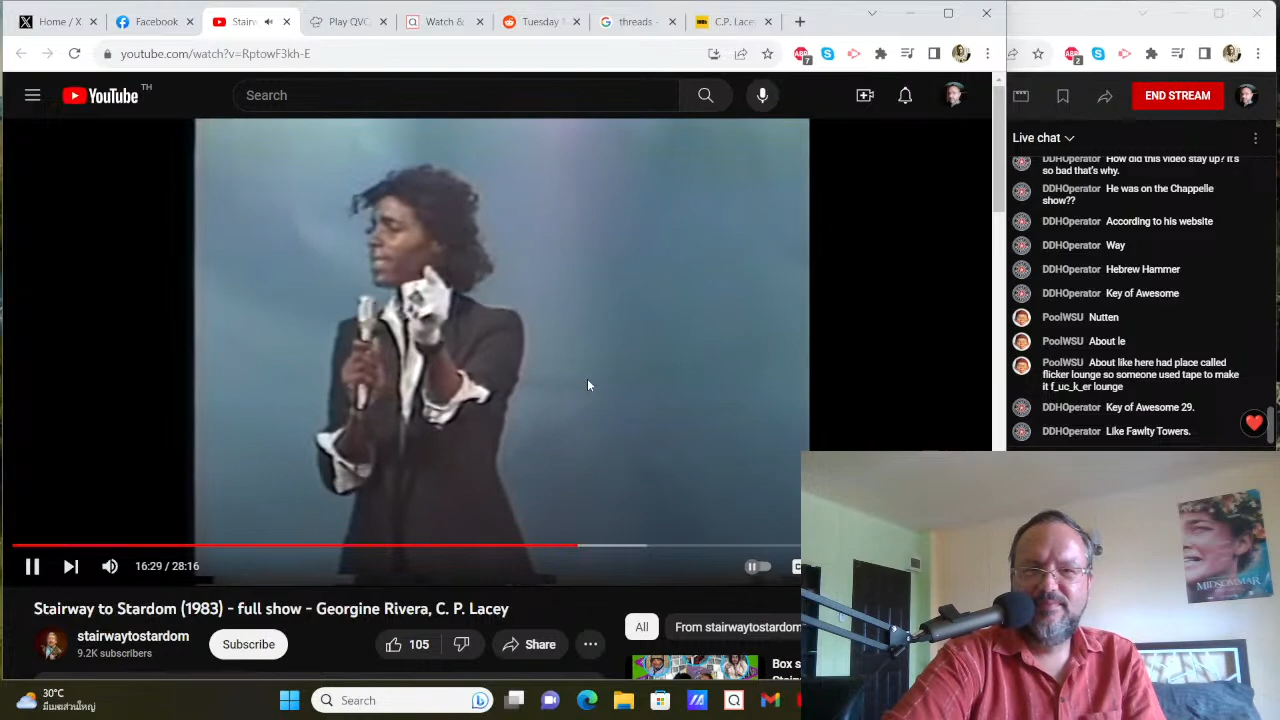 Home / X
Facebook
Stairw
Play QVC
Watch &
Tuesday
threads -
C.P. Lace
youtube.com/watch?v=RptowF3kh-E
7
2
YouTube TH
Search
END STREAM
Live chat
DDHOperator How did this video stay up? It's
so bad that's why.
DDHOperator He was on the Chappelle
show??
DDHOperator According to his website
DDHOperator Way
DDHOperator Hebrew Hammer
DDHOperator Key of Awesome
PoolWSU Nutten
PoolWSU About le
PoolWSU About like here had place called
flicker lounge so someone used tape to make
it f_uc_k_er lounge
DDHOperator Key of Awesome 29.
DDHOperator Like Fawlty Towers.
16:29 / 28:16
Stairway to Stardom (1983) - full show - Georgine Rivera, C. P. Lacey
stairwaytostardom
9.2K subscribers
Subscribe
105
Share
All
From stairwaytostardom
Box s
MIDSOMMAR
30°C
Search